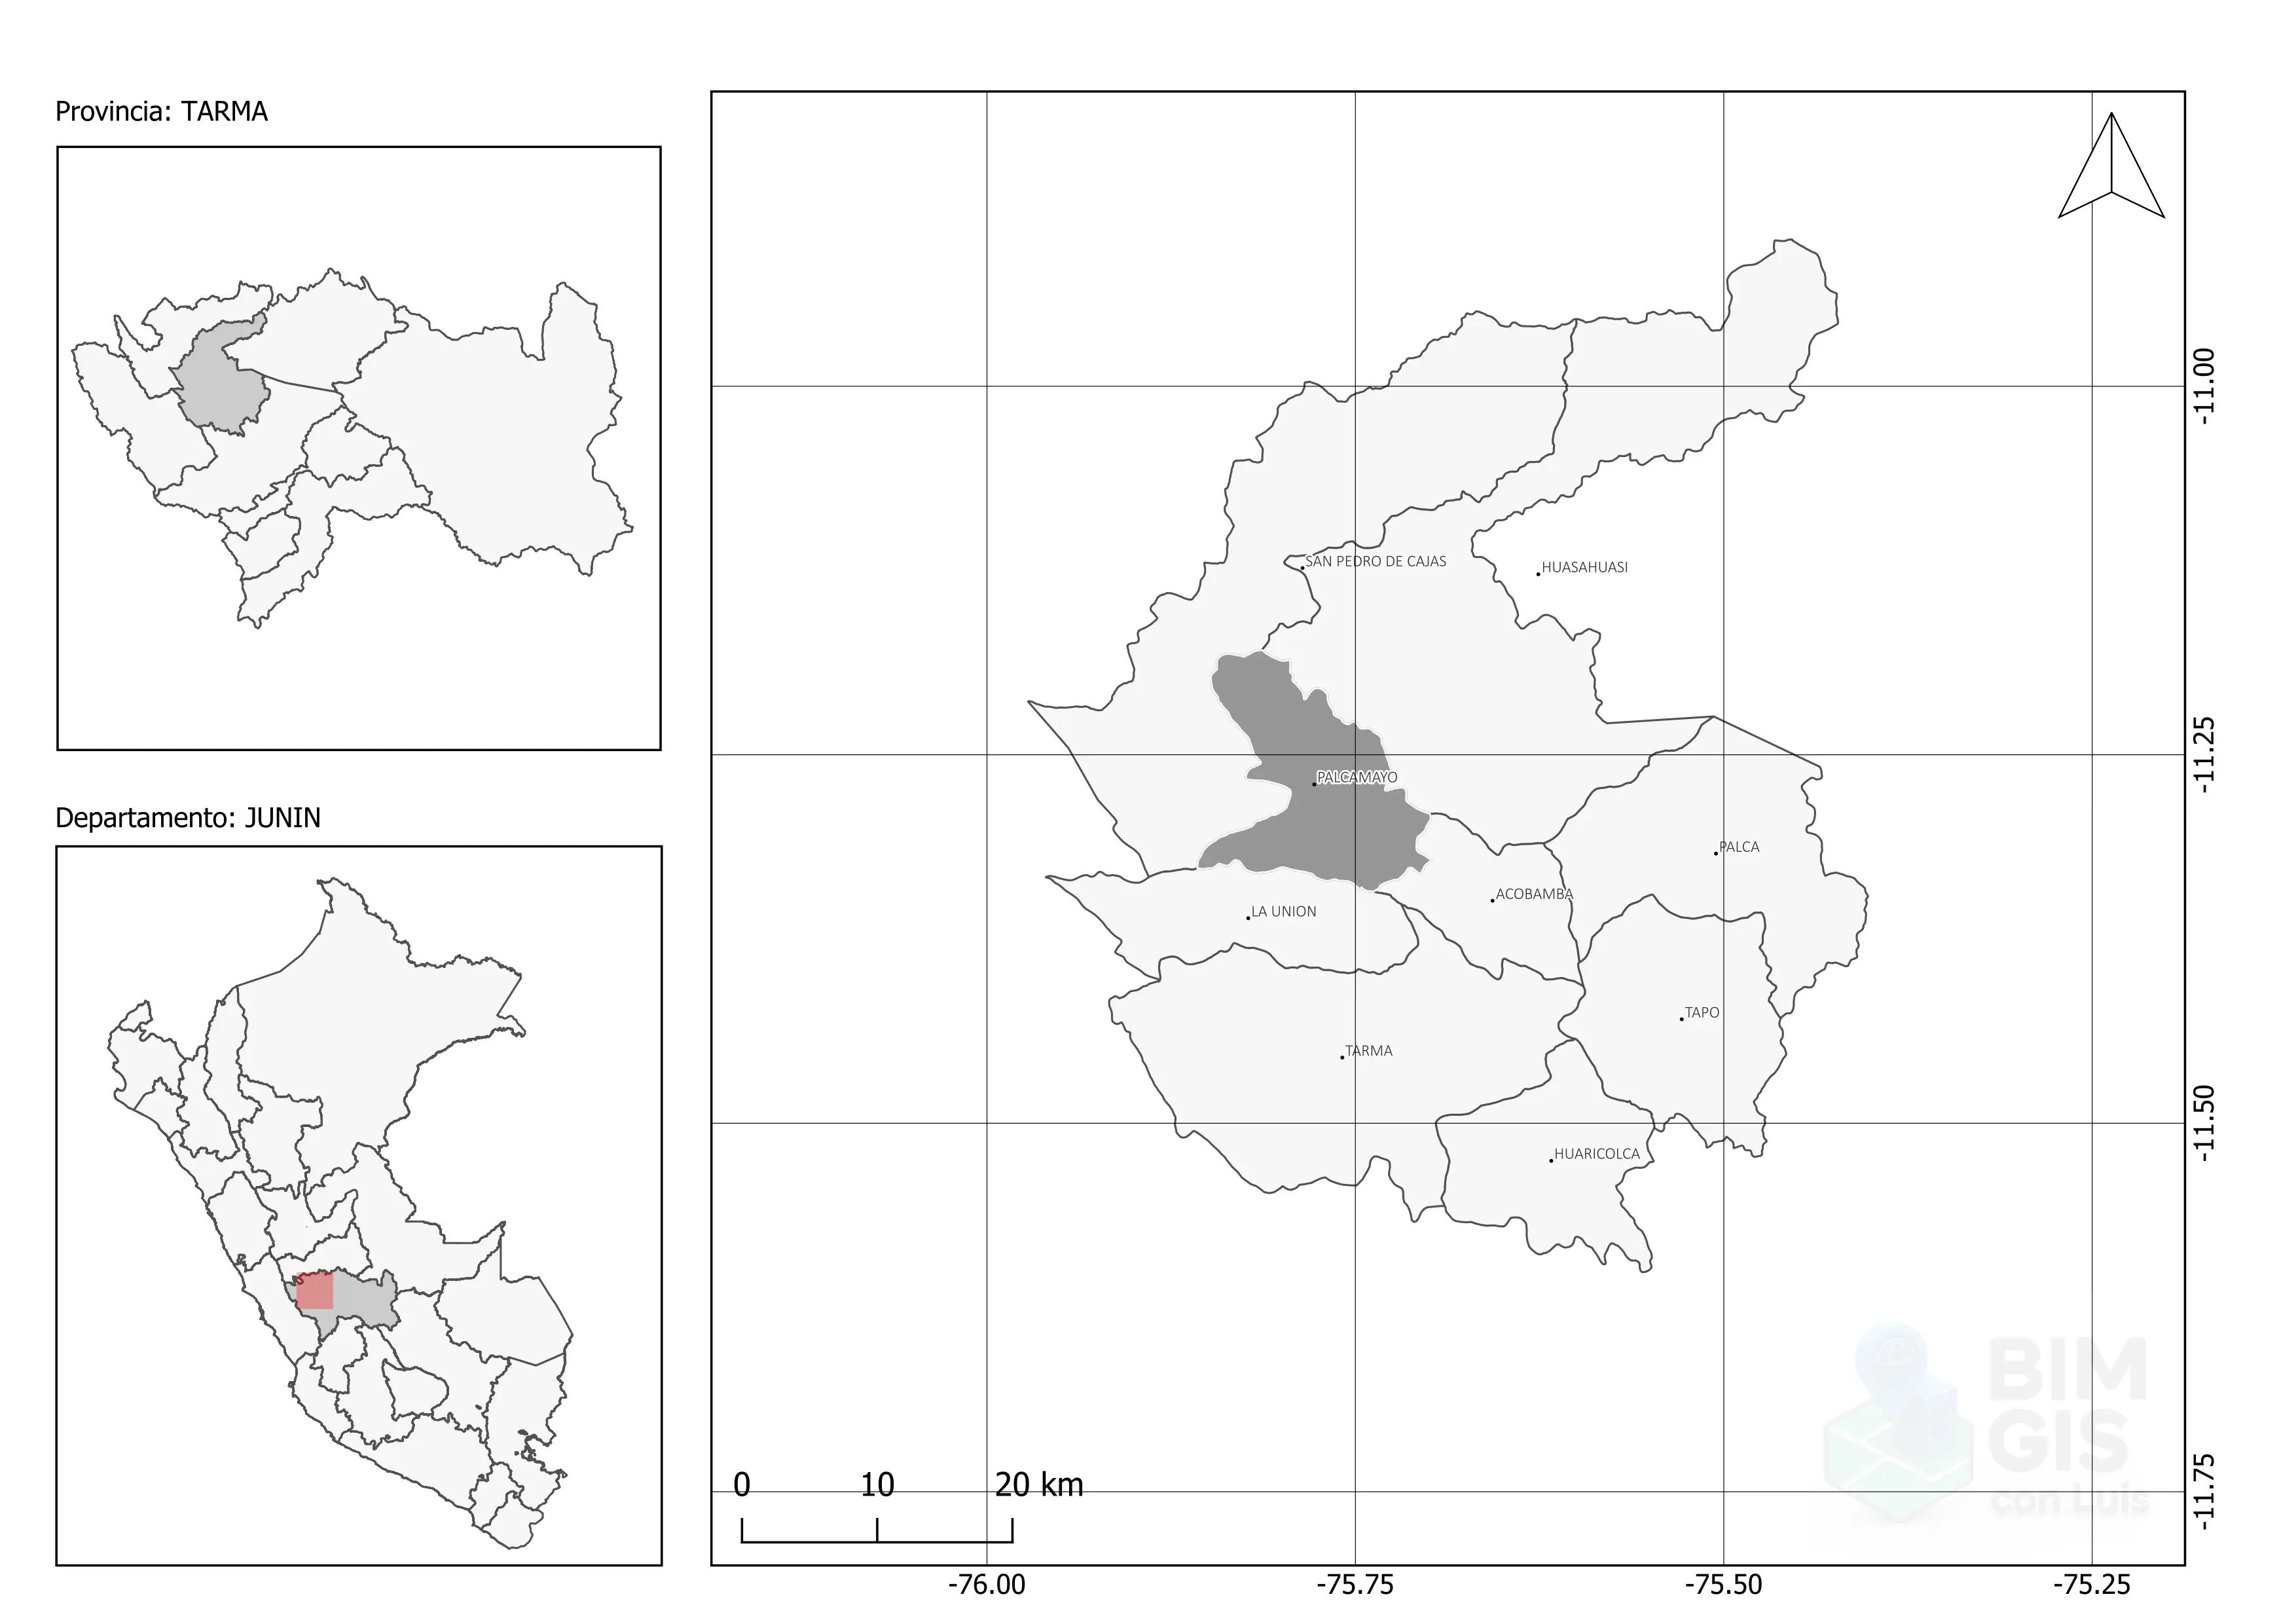 Provincia: TARMA
Departamento: JUNIN
SAN PEDRO DE CAJAS
HUASAHUASI
PALCAMAYO
PALCA
ACOBAMBA
LA UNION
TAPO
TARMA
HUARICOLCA
-11.00
-11.25
-11.50
-11.75
BIM
GIS
con Luis
0 10 20 km
-76.00 -75.75 -75.50 -75.25